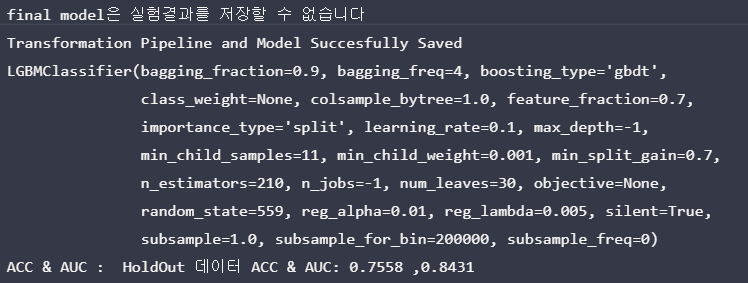 final model은 실험결과를 저장할 수 없습니다
Transformation Pipeline and Model Succesfully Saved
LGBMClassifier(bagging_fraction=0.9, bagging_freq=4, boosting_type='gbdt',
class_weight=None, colsample_bytree=1.0, feature_fraction=0.7,
importance_type='split', learning_rate=0.1, max_depth=-1,
min_child_samples=11, min_child_weight=0.001, min_split_gain=0.7,
n_estimators=210, n_jobs=-1, num_leaves=30, objective=None,
random_state=559, reg_alpha=0.01, reg_lambda=0.005, silent=True,
subsample=1.0, subsample_for_bin=200000, subsample_freq=0)
ACC & AUC :  HoldOut 데이터 ACC & AUC: 0.7558 ,0.8431